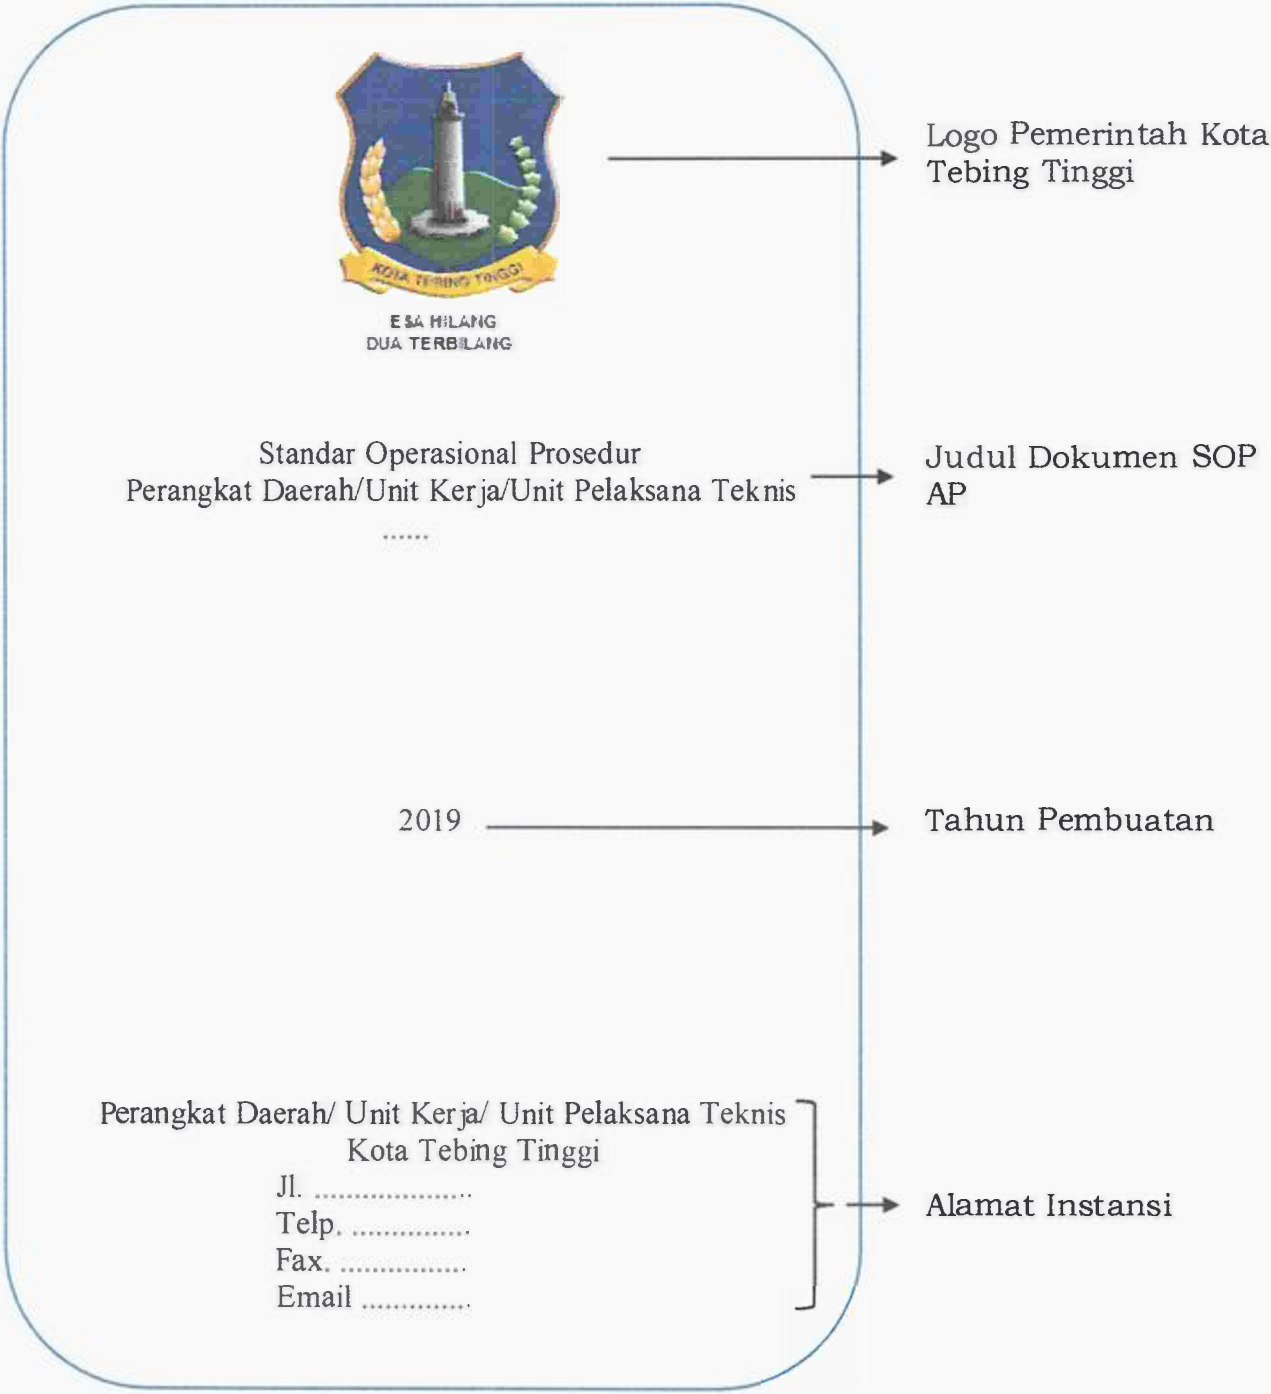 KOTA TEBING TINGGI
ESA HILANG
DUA TERBILANG
Logo Pemerintah Kota
Tebing Tinggi
Standar Operasional Prosedur
Perangkat Daerah/Unit Kerja/Unit Pelaksana Teknis
......
Judul Dokumen SOP
AP
2019
Tahun Pembuatan
Perangkat Daerah/ Unit Kerja/ Unit Pelaksana Teknis
Kota Tebing Tinggi
Jl. ....................
Telp. ...............
Fax. ................
Email ..............
Alamat Instansi